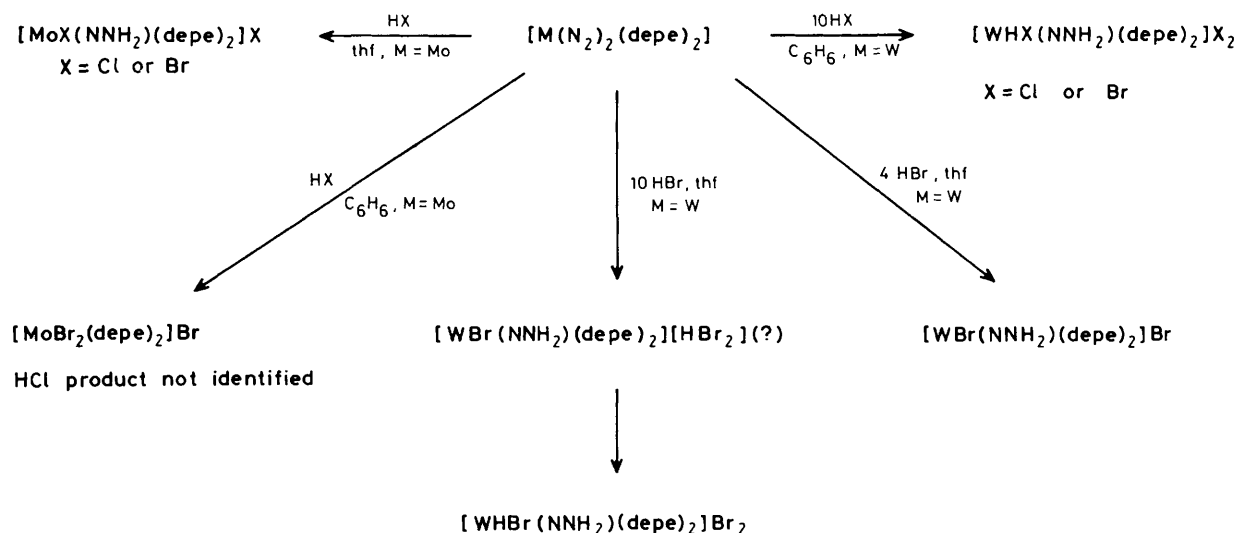 [MoX(NNH₂)(depe)₂]X
X = Cl or Br
HX
thf, M = Mo
[M(N₂)₂(depe)₂]
10HX
C₆H₆, M = W
[WHX(NNH₂)(depe)₂]X₂
X = Cl or Br
HX
C₆H₆, M = Mo
10 HBr, thf
M = W
4 HBr, thf
M = W
[MoBr₂(depe)₂]Br
HCl product not identified
[WBr(NNH₂)(depe)₂][HBr₂](?)
[WBr(NNH₂)(depe)₂]Br
[WHBr(NNH₂)(depe)₂]Br₂